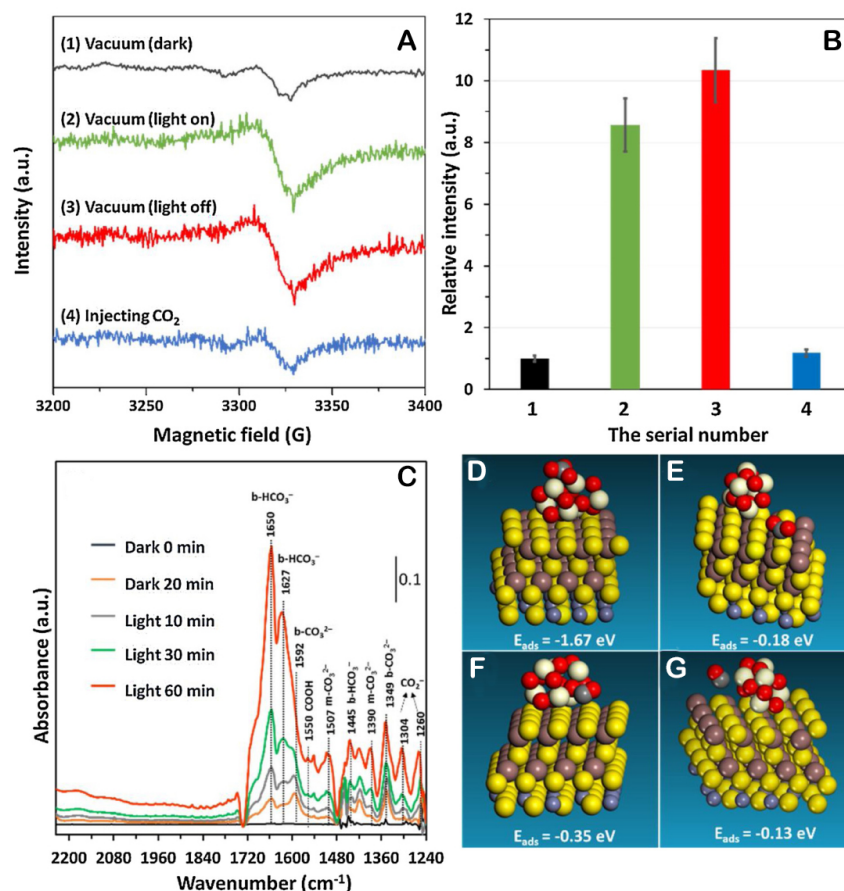 A
(1) Vacuum (dark)
(2) Vacuum (light on)
(3) Vacuum (light off)
(4) Injecting CO₂
Intensity (a.u.)
3200 3250 3300 3350 3400
Magnetic field (G)
B
Relative intensity (a.u.)
12
10
8
6
4
2
0
1 2 3 4
The serial number
C
Absorbance (a.u.)
Dark 0 min
Dark 20 min
Light 10 min
Light 30 min
Light 60 min
b-HCO₃⁻
1650
b-HCO₃⁻
1627
b-CO₃²⁻
1592
1550 COOH
1507 m-CO₃²⁻
1445 b-HCO₃⁻
1390 m-CO₃²⁻
1349 b-CO₃²⁻
CO₂⁻
1304
1260
0.1
2200 2080 1960 1840 1720 1600 1480 1360 1240
Wavenumber (cm⁻¹)
D
E_ads = -1.67 eV
E
E_ads = -0.18 eV
F
E_ads = -0.35 eV
G
E_ads = -0.13 eV